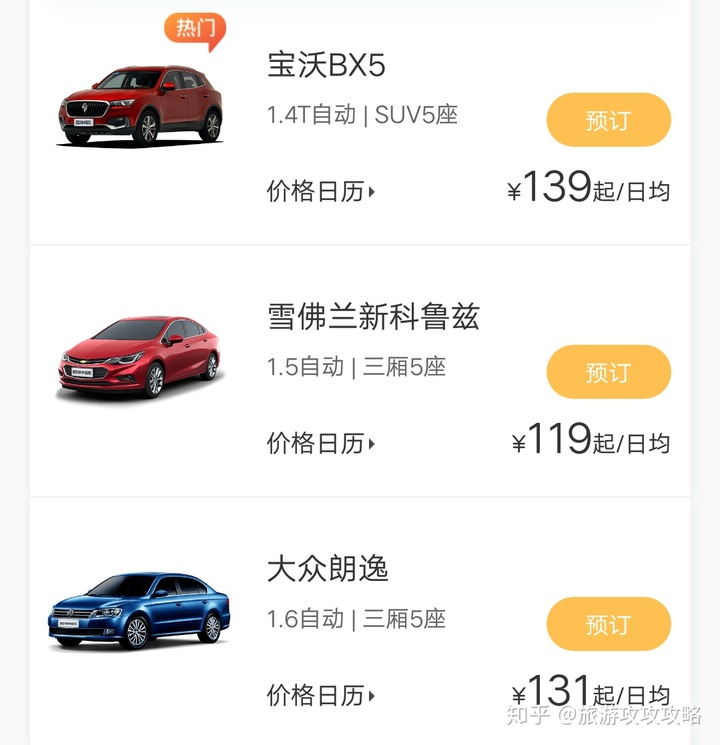 热门
宝沃BX5
1.4T自动 | SUV5座
预订
价格日历
¥139起/日均
雪佛兰新科鲁兹
1.5自动 | 三厢5座
预订
价格日历
¥119起/日均
大众朗逸
1.6自动 | 三厢5座
预订
价格日历
¥131起/日均
知乎 @旅游攻攻攻略